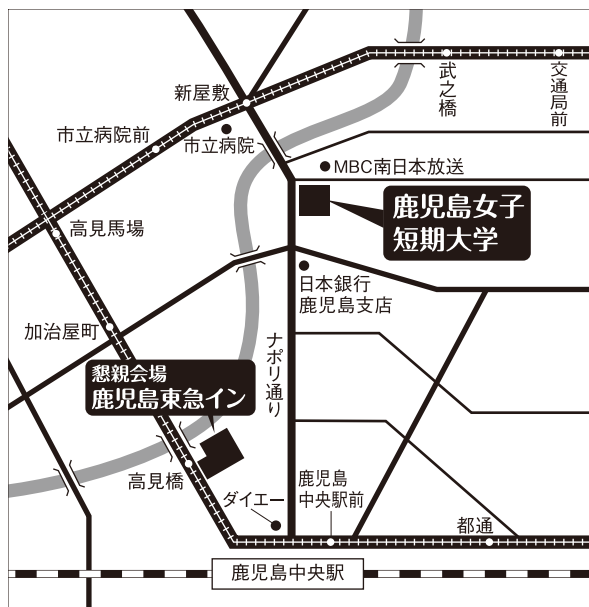 武之橋
交通局前
新屋敷
市立病院前
市立病院
MBC南日本放送
鹿児島女子
短期大学
高見馬場
日本銀行
鹿児島支店
加治屋町
ナポリ通り
懇親会場
鹿児島東急イン
高見橋
ダイエー
鹿児島
中央駅前
都通
鹿児島中央駅